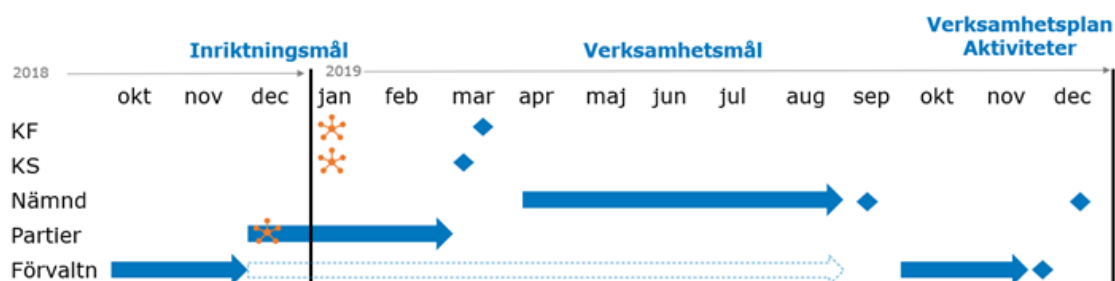 Verksamhetsplan
Inriktningsmål Verksamhetsmål Aktiviteter
2018 2019
okt nov dec jan feb mar apr maj jun jul aug sep okt nov dec
KF
KS
Nämnd
Partier
Förvaltn